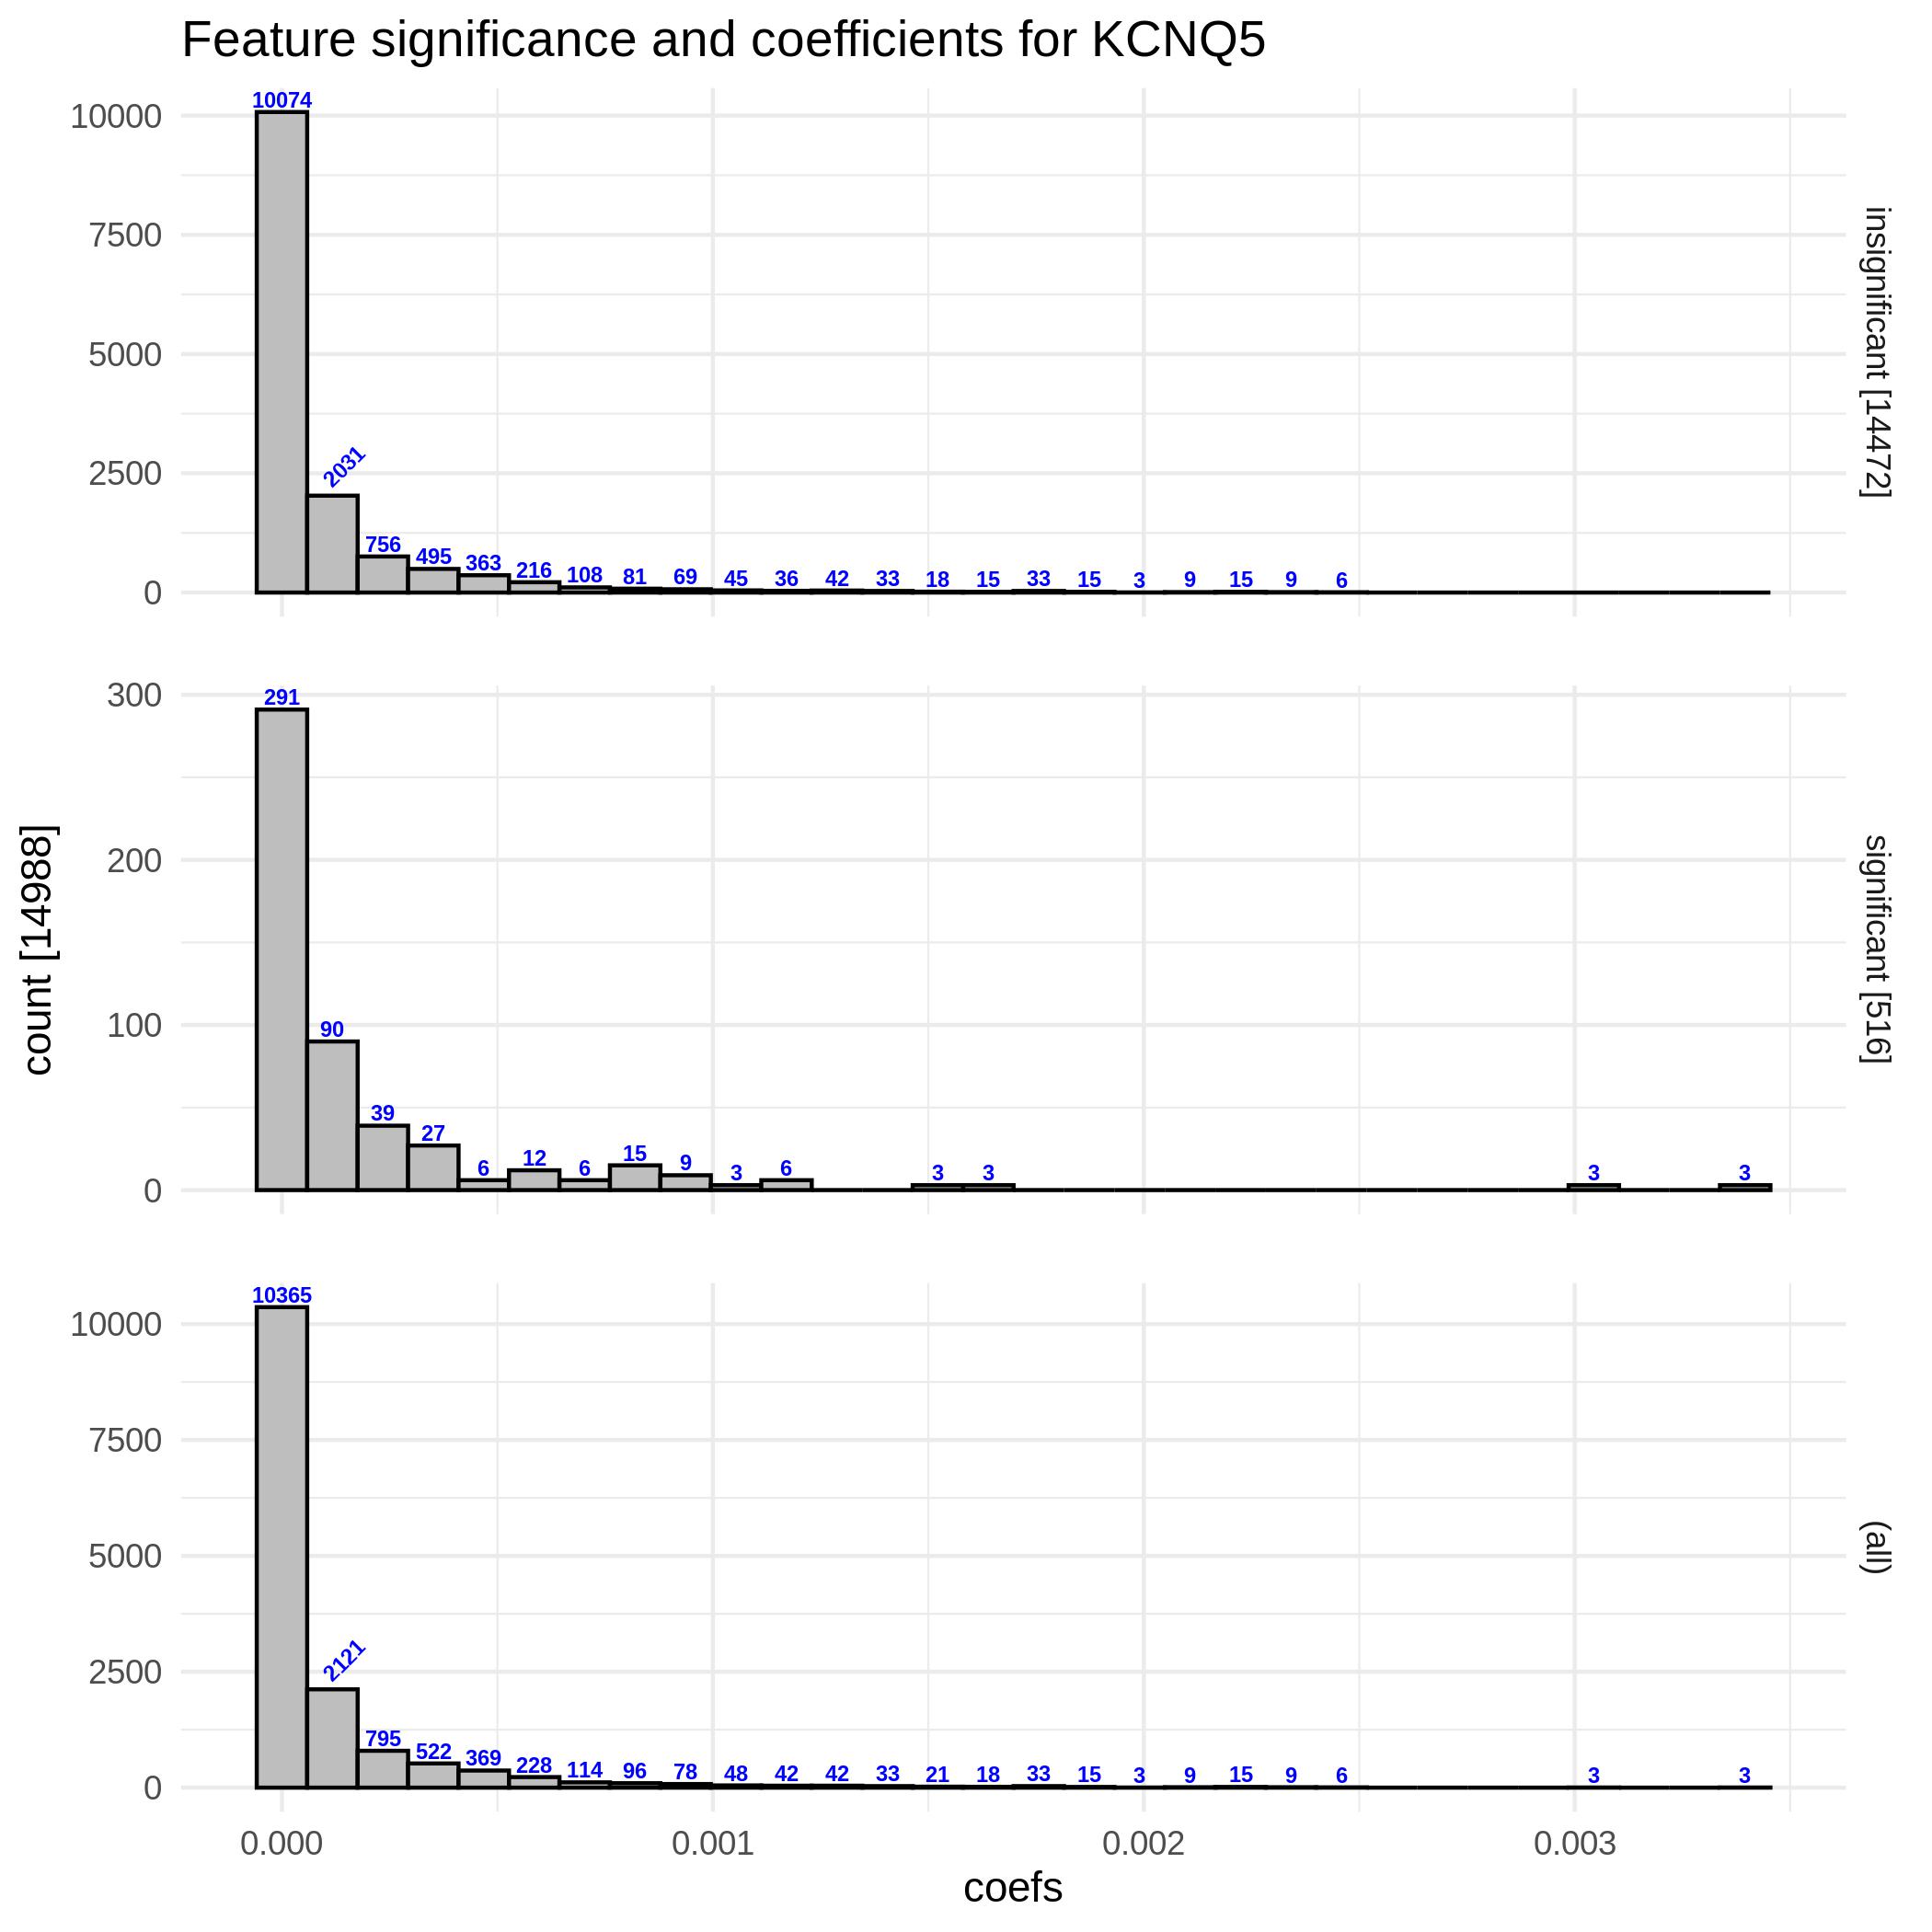 Feature significance and coefficients for KCNQ5
10074
10000
7500
5000
2500
0
2031
756 495 363 216 108 81 69 45 36 42 33 18 15 33 15 3 9 15 9 6
insignificant [14472]
count [14988]
300
200
100
0
291
90
39
27
6 12 6 15 9 3 6 3 3 3 3
significant [516]
10365
10000
7500
5000
2500
0
2121
795 522 369 228 114 96 78 48 42 42 33 21 18 33 15 3 9 15 9 6 3 3
(all)
0.000 0.001 0.002 0.003
coefs